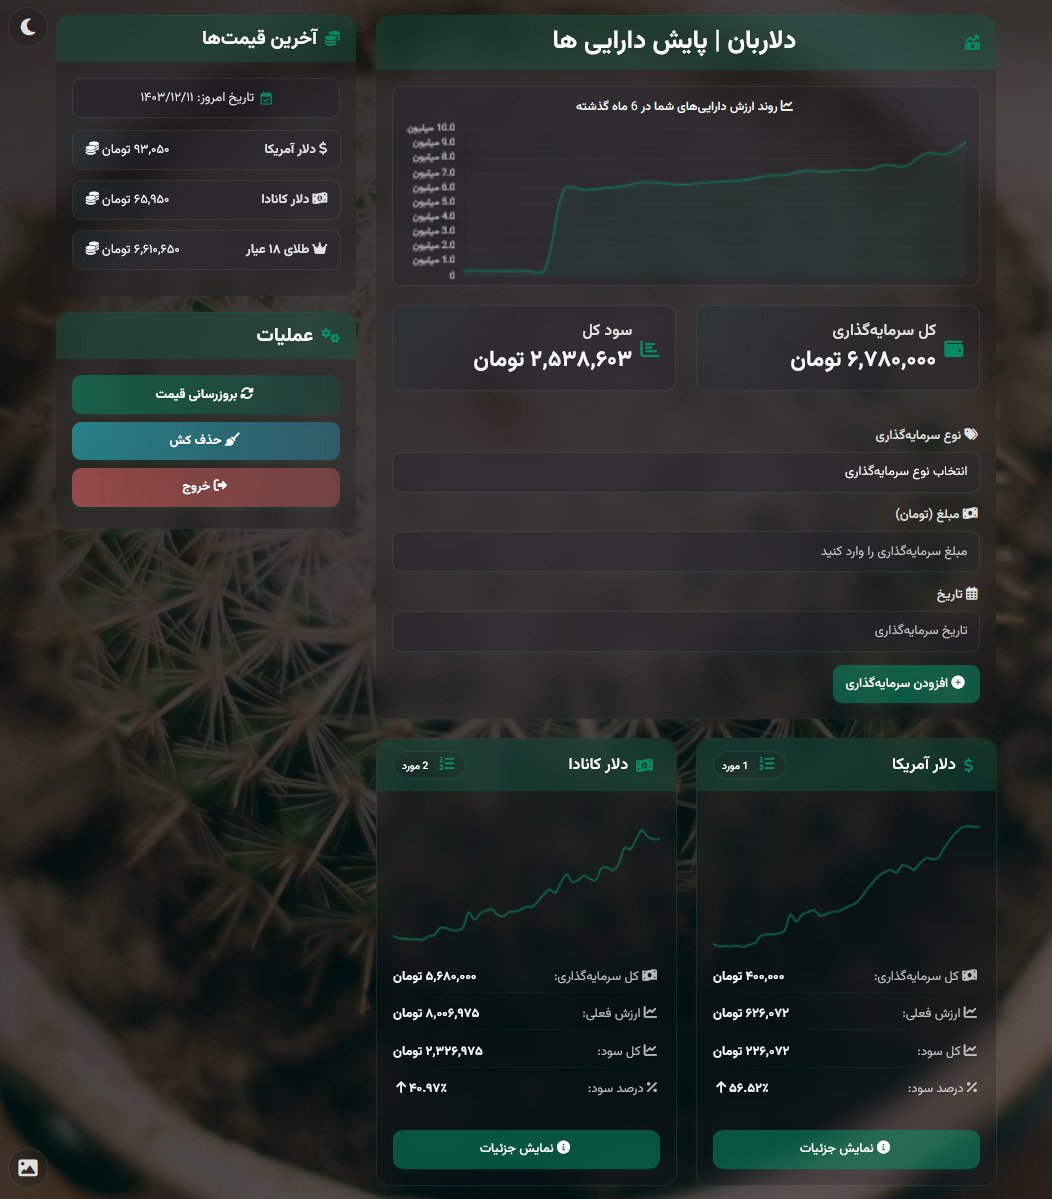 دلاربان | پایش دارایی ها
روند ارزش دارایی‌های شما در 6 ماه گذشته
10.0 میلیون
9.0 میلیون
8.0 میلیون
7.0 میلیون
6.0 میلیون
5.0 میلیون
4.0 میلیون
3.0 میلیون
2.0 میلیون
1.0 میلیون
0
کل سرمایه‌گذاری
۶,۷۸۰,۰۰۰ تومان
سود کل
۲,۵۳۸,۶۰۳ تومان
نوع سرمایه‌گذاری
انتخاب نوع سرمایه‌گذاری
مبلغ (تومان)
مبلغ سرمایه‌گذاری را وارد کنید
تاریخ
تاریخ سرمایه‌گذاری
افزودن سرمایه‌گذاری
آخرین قیمت‌ها
تاریخ امروز: ۱۴۰۳/۱۲/۱۱
دلار آمریکا ۹۳,۰۵۰ تومان
دلار کانادا ۶۵,۹۵۰ تومان
طلای ۱۸ عیار ۶,۶۱۰,۶۵۰ تومان
عملیات
بروزرسانی قیمت
حذف کش
خروج
دلار آمریکا 1 مورد
کل سرمایه‌گذاری: ۴۰۰,۰۰۰ تومان
ارزش فعلی: ۶۲۶,۰۷۲ تومان
کل سود: ۲۲۶,۰۷۲ تومان
درصد سود: ۵۶.۵۲٪
نمایش جزئیات
دلار کانادا 2 مورد
کل سرمایه‌گذاری: ۵,۶۸۰,۰۰۰ تومان
ارزش فعلی: ۸,۰۰۶,۹۷۵ تومان
کل سود: ۲,۳۲۶,۹۷۵ تومان
درصد سود: ۴۰.۹۷٪
نمایش جزئیات